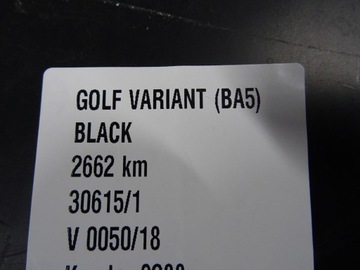 GOLF VARIANT (BA5)
BLACK
2662 km
30615/1
V 0050/18